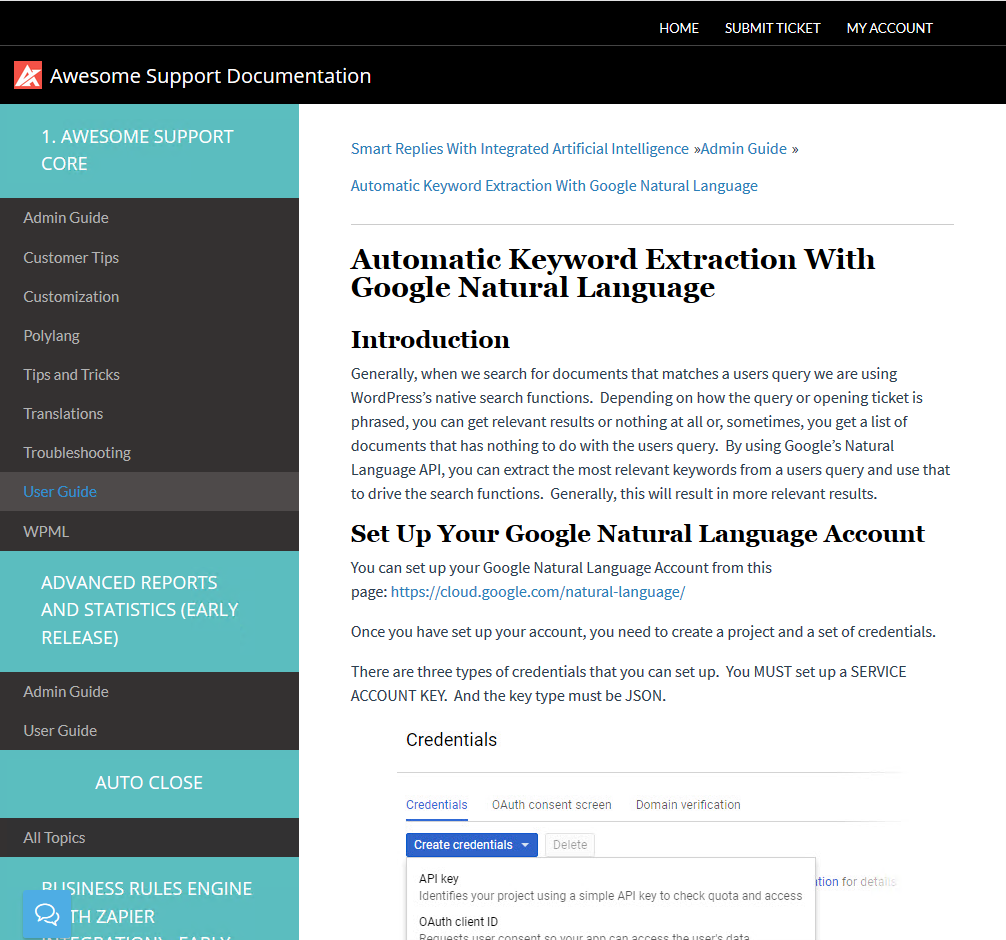 HOME SUBMIT TICKET MY ACCOUNT
Awesome Support Documentation
1. AWESOME SUPPORT
CORE
Admin Guide
Customer Tips
Customization
Polylang
Tips and Tricks
Translations
Troubleshooting
User Guide
WPML
ADVANCED REPORTS
AND STATISTICS (EARLY
RELEASE)
Admin Guide
User Guide
AUTO CLOSE
All Topics
BUSINESS RULES ENGINE
TH ZAPIER
Smart Replies With Integrated Artificial Intelligence »Admin Guide »
Automatic Keyword Extraction With Google Natural Language
Automatic Keyword Extraction With
Google Natural Language
Introduction
Generally, when we search for documents that matches a users query we are using
WordPress’s native search functions. Depending on how the query or opening ticket is
phrased, you can get relevant results or nothing at all or, sometimes, you get a list of
documents that has nothing to do with the users query. By using Google’s Natural
Language API, you can extract the most relevant keywords from a users query and use that
to drive the search functions. Generally, this will result in more relevant results.
Set Up Your Google Natural Language Account
You can set up your Google Natural Language Account from this
page: https://cloud.google.com/natural-language/
Once you have set up your account, you need to create a project and a set of credentials.
There are three types of credentials that you can set up. You MUST set up a SERVICE
ACCOUNT KEY. And the key type must be JSON.
Credentials
Credentials OAuth consent screen Domain verification
Create credentials Delete
API key
Identifies your project using a simple API key to check quota and access
for details
OAuth client ID
Requests user consent so your app can access the user's data